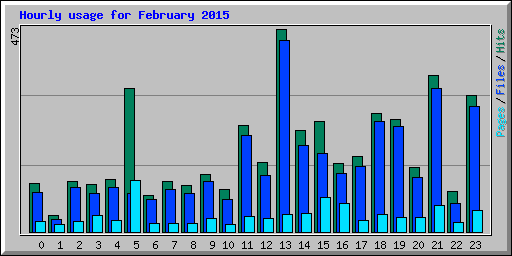 Hourly usage for February 2015
473
Pages/Files/Hits
0 1 2 3 4 5 6 7 8 9 10 11 12 13 14 15 16 17 18 19 20 21 22 23